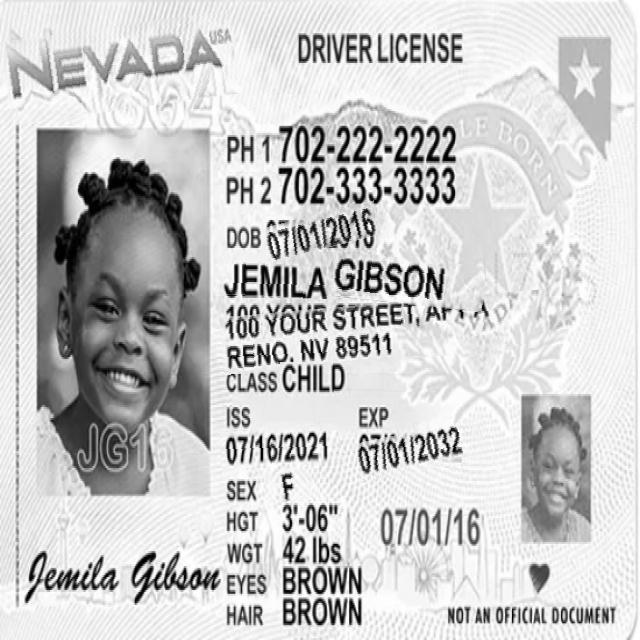 NEVADA USA
DRIVER LICENSE
PH 1 702-222-2222
PH 2 702-333-3333
DOB 07/01/2016
JEMILA GIBSON
100 YOUR STREET,
RENO. NV 89511
CLASS CHILD
ISS EXP
07/16/2021 07/01/2032
SEX F
HGT 3'-06"
WGT 42 lbs
EYES BROWN
HAIR BROWN
07/01/16
JG16
Jemila Gibson
NOT AN OFFICIAL DOCUMENT
BORN